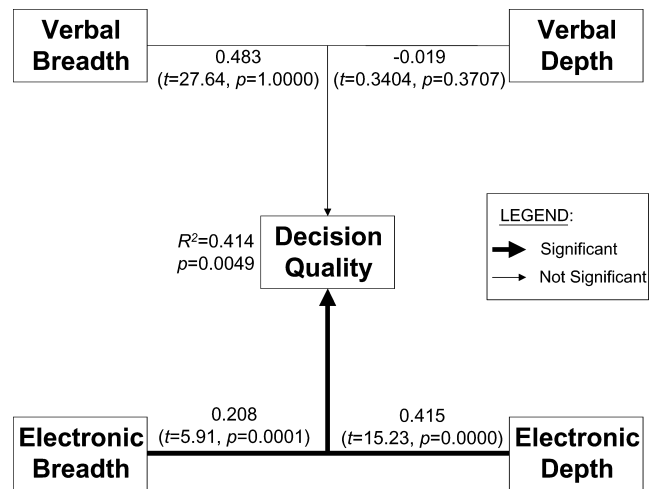 Verbal
Breadth
Verbal
Depth
0.483
(t=27.64, p=1.0000)
-0.019
(t=0.3404, p=0.3707)
R²=0.414
p=0.0049
Decision
Quality
LEGEND:
Significant
Not Significant
0.208
(t=5.91, p=0.0001)
0.415
(t=15.23, p=0.0000)
Electronic
Breadth
Electronic
Depth